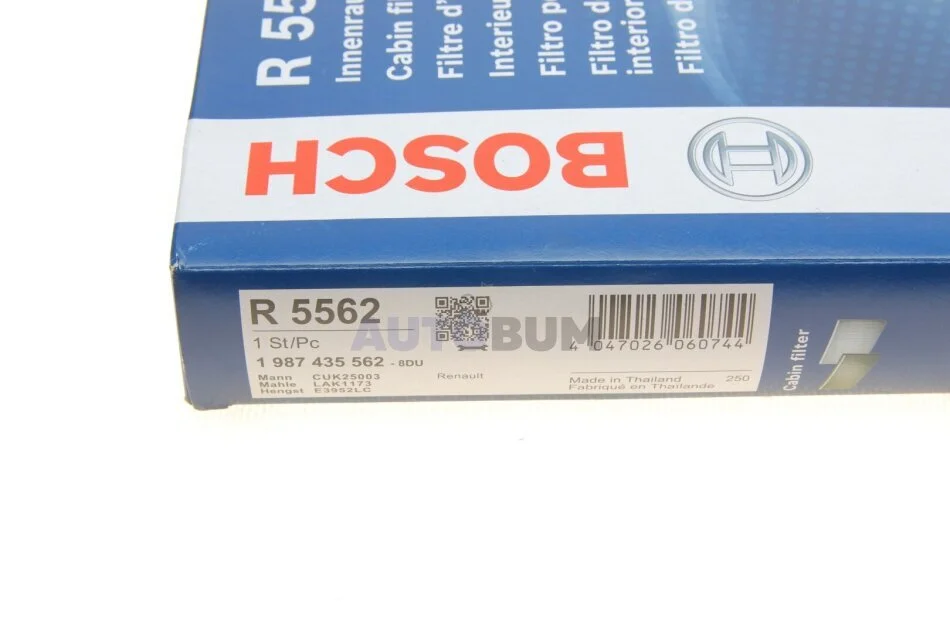 R 55
Innenrau
Cabin fi
Filtre d'
Interieu
Filtro p
Filtro d
interior
Filtro d
BOSCH
R 5562
1 St/Pc
1 987 435 562 - 8DU
Mann CUK25003
Mahle LAK1173
Hengst E3952LC
Renault
AUTOBUM
4 047026 060744
Made in Thailand 250
Fabriqué en Thaïlande
Cabin filter